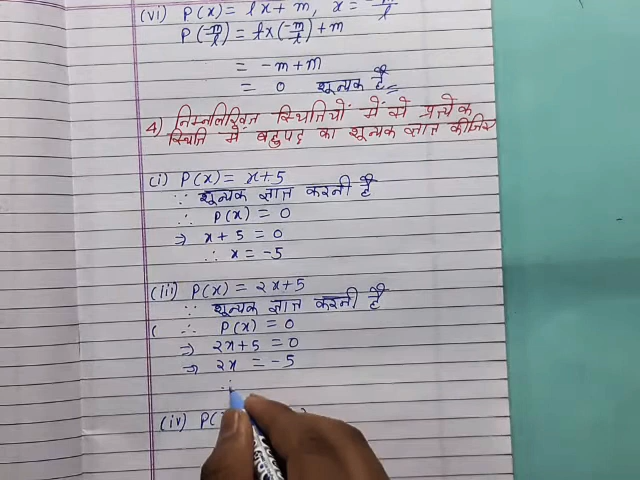 (vi) P(x) = lx + m, x = -m/l
P(-m/l) = l×(-m/l) + m
= -m + m
= 0 शून्यक है
4) निम्नलिखित स्थितियों में से प्रत्येक
स्थिति में बहुपद का शून्यक ज्ञात कीजिए
(i) P(x) = x + 5
∵ शून्यक ज्ञात करनी है
∴ P(x) = 0
⇒ x + 5 = 0
∴ x = -5
(iii) P(x) = 2x + 5
∵ शून्यक ज्ञात करनी है
( ∴ P(x) = 0
⇒ 2x + 5 = 0
⇒ 2x = -5
∴
(iv) P(